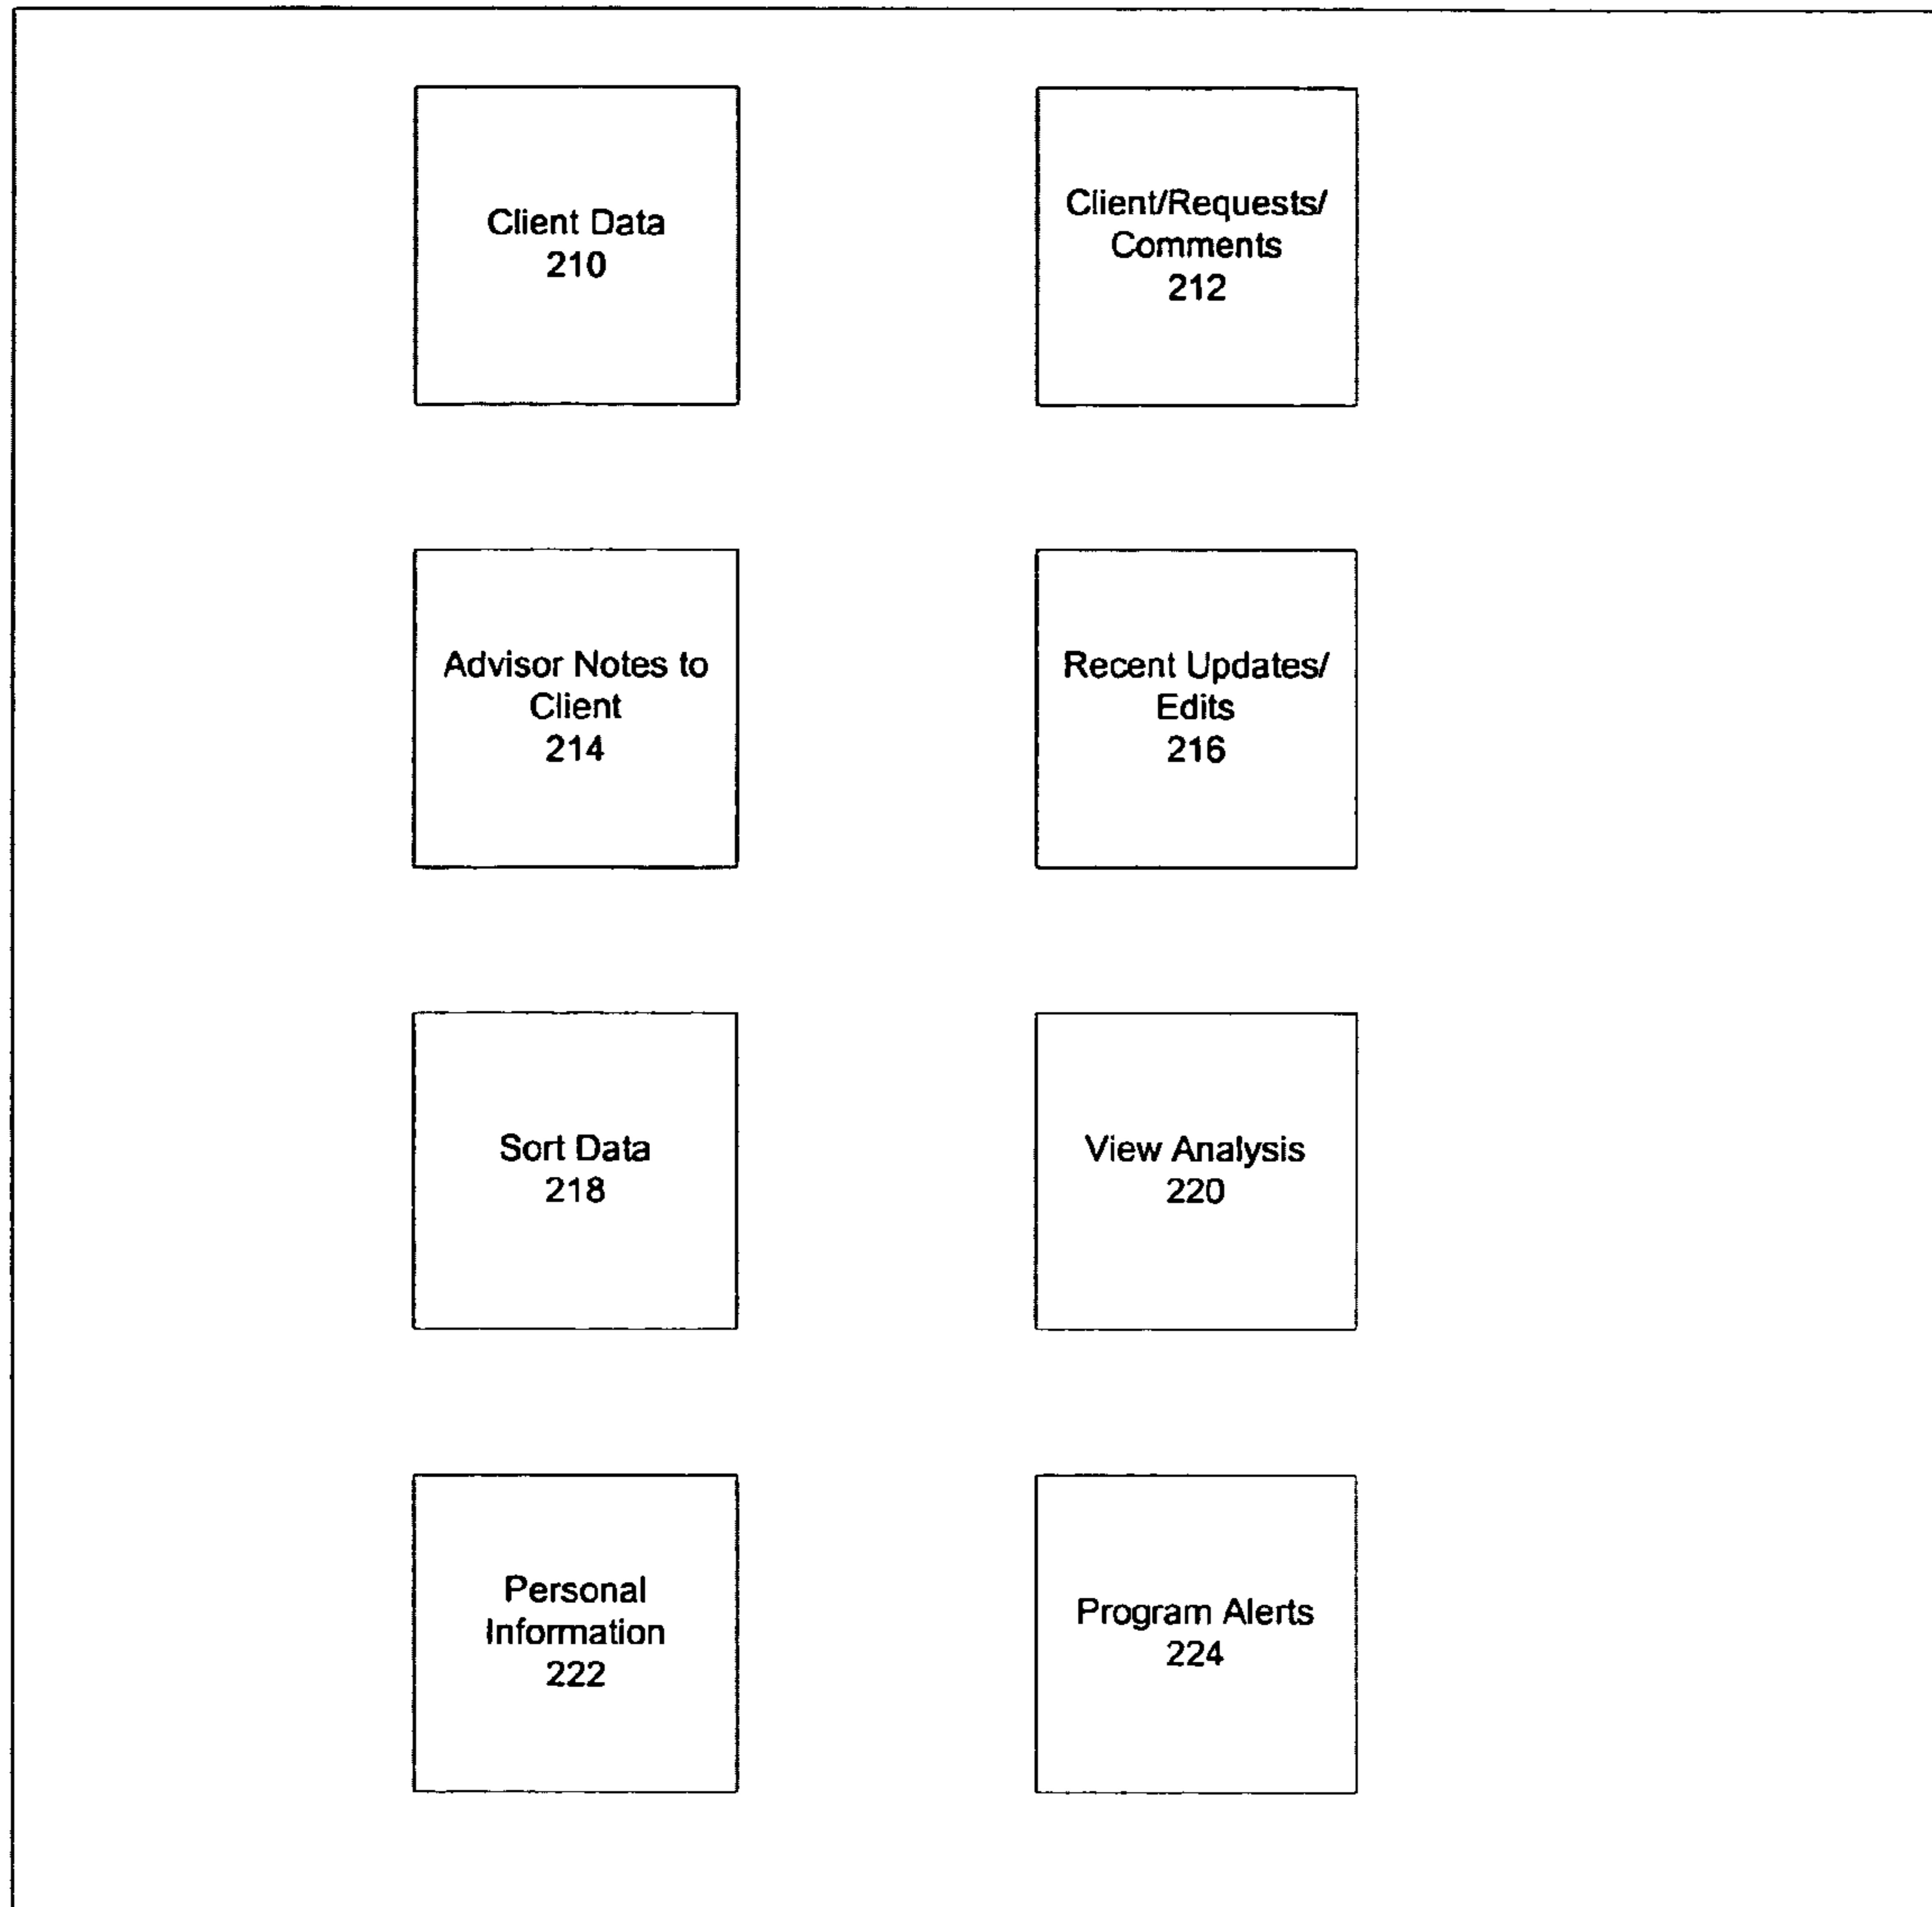 Client Data
210
Client/Requests/
Comments
212
Advisor Notes to
Client
214
Recent Updates/
Edits
216
Sort Data
218
View Analysis
220
Personal
Information
222
Program Alerts
224